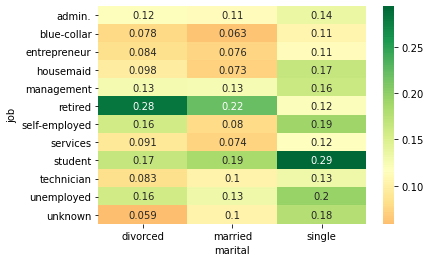 admin. 0.12 0.11 0.14
blue-collar 0.078 0.063 0.11
entrepreneur 0.084 0.076 0.11
housemaid 0.098 0.073 0.17
management 0.13 0.13 0.16
retired 0.28 0.22 0.12
self-employed 0.16 0.08 0.19
services 0.091 0.074 0.12
student 0.17 0.19 0.29
technician 0.083 0.1 0.13
unemployed 0.16 0.13 0.2
unknown 0.059 0.1 0.18
divorced married single
marital
job
0.25
0.20
0.15
0.10